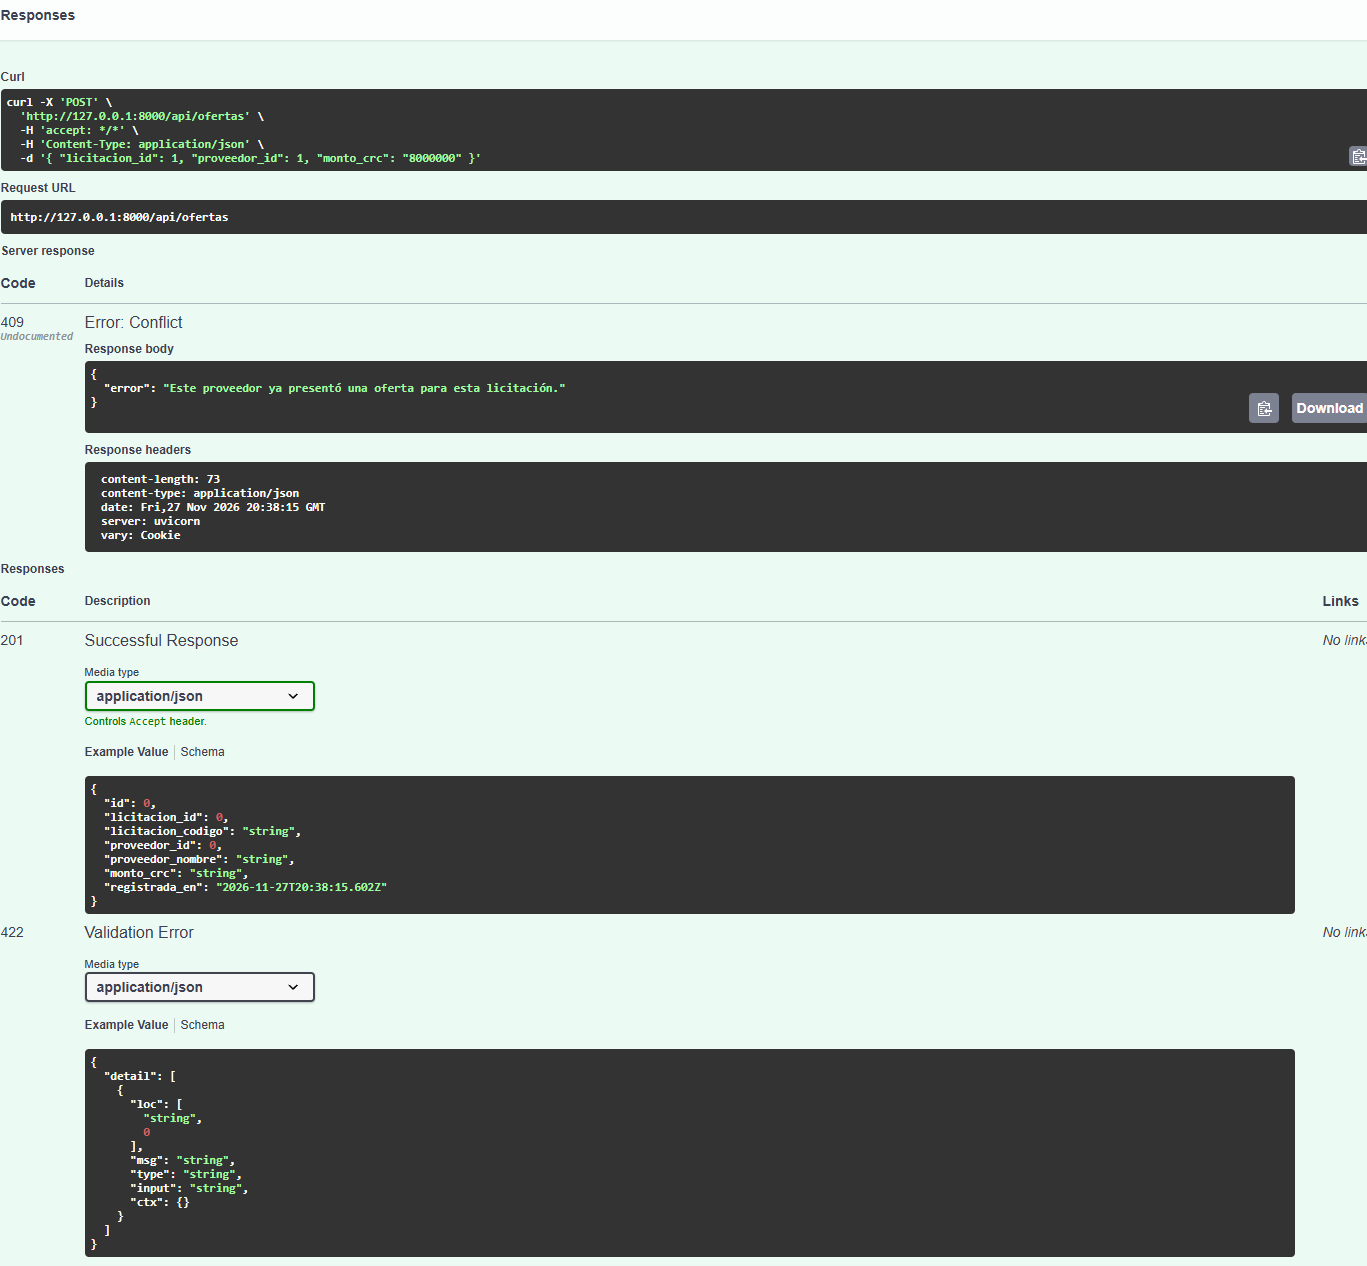 Responses
Curl
curl -X 'POST' \
  'http://127.0.0.1:8000/api/ofertas' \
  -H 'accept: */*' \
  -H 'Content-Type: application/json' \
  -d '{ "licitacion_id": 1, "proveedor_id": 1, "monto_crc": "8000000" }'
Request URL
http://127.0.0.1:8000/api/ofertas
Server response
Code Details
409 Error: Conflict
Undocumented
Response body
{
  "error": "Este proveedor ya presentó una oferta para esta licitación."
}
Download
Response headers
content-length: 73
content-type: application/json
date: Fri,27 Nov 2026 20:38:15 GMT
server: uvicorn
vary: Cookie
Responses
Code Description Links
201 Successful Response No link
Media type
application/json
Controls Accept header.
Example Value Schema
{
  "id": 0,
  "licitacion_id": 0,
  "licitacion_codigo": "string",
  "proveedor_id": 0,
  "proveedor_nombre": "string",
  "monto_crc": "string",
  "registrada_en": "2026-11-27T20:38:15.602Z"
}
422 Validation Error No link
Media type
application/json
Example Value Schema
{
  "detail": [
    {
      "loc": [
        "string",
        0
      ],
      "msg": "string",
      "type": "string",
      "input": "string",
      "ctx": {}
    }
  ]
}